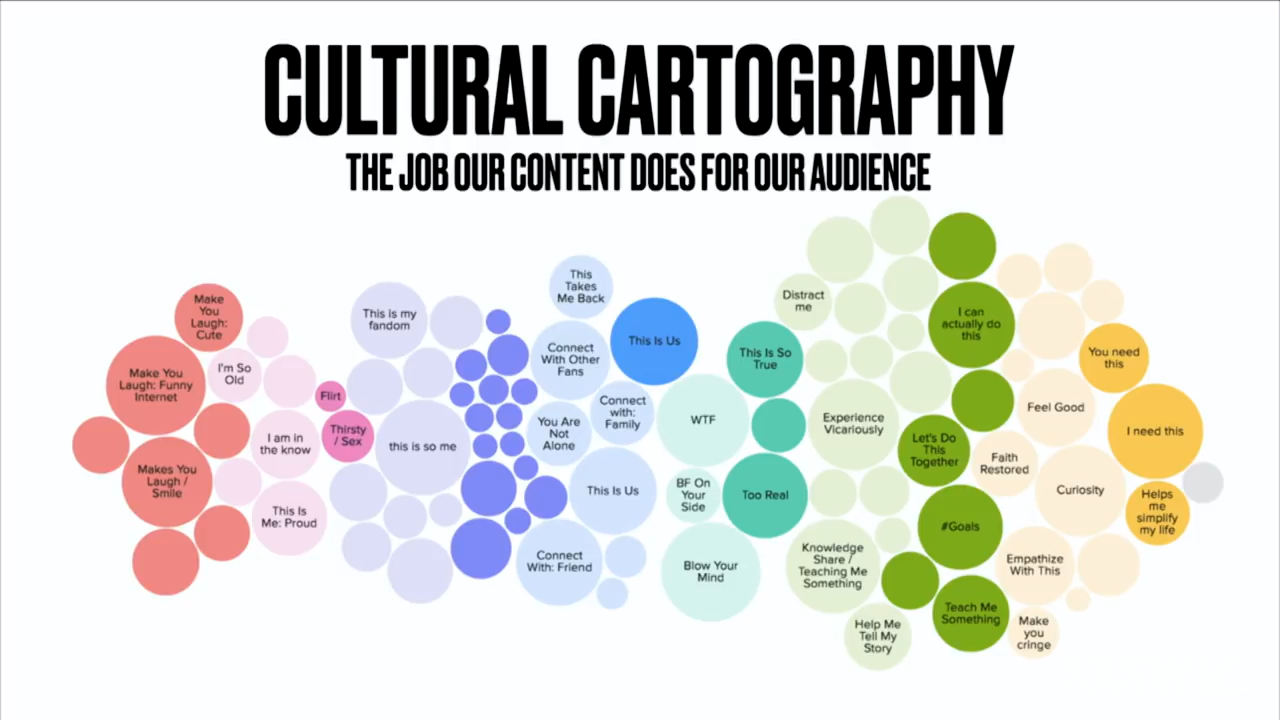 CULTURAL CARTOGRAPHY
THE JOB OUR CONTENT DOES FOR OUR AUDIENCE
Make
You
Laugh:
Cute
Make You
Laugh: Funny
Internet
I'm So
Old
Flirt
Thirsty
/ Sex
I am in
the know
Makes You
Laugh /
Smile
This Is
Me: Proud
This is my
fandom
this is so me
This
Takes
Me Back
Connect
With Other
Fans
This Is Us
Connect
with:
Family
You Are
Not
Alone
This Is Us
Connect
With: Friend
WTF
BF On
Your
Side
Blow Your
Mind
This Is So
True
Too Real
Distract
me
Experience
Vicariously
Knowledge
Share /
Teaching Me
Something
Help Me
Tell My
Story
I can
actually do
this
Let's Do
This
Together
#Goals
Teach Me
Something
Feel Good
Faith
Restored
Curiosity
Empathize
With This
Make
you
cringe
You need
this
I need this
Helps
me
simplify
my life